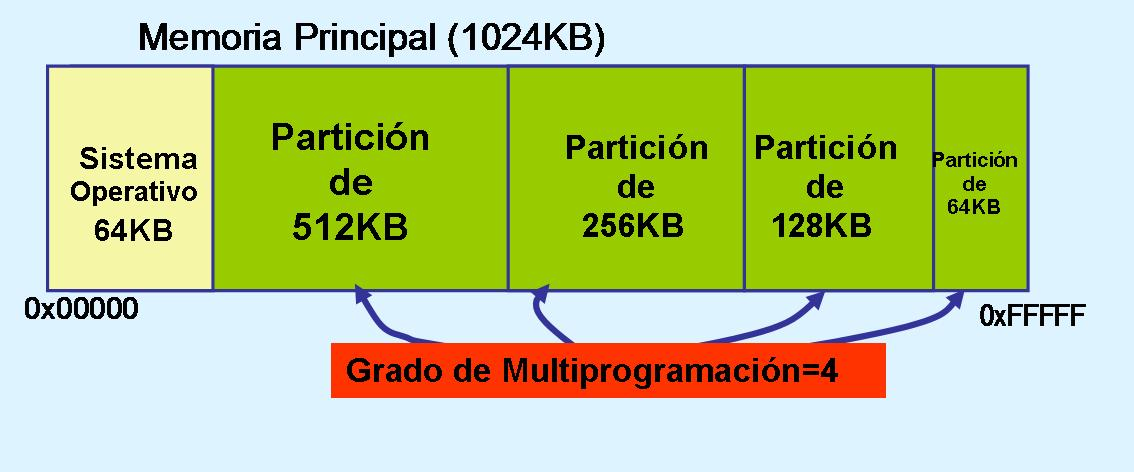 Memoria Principal (1024KB)
Sistema
Operativo
64KB
Partición
de
512KB
Partición
de
256KB
Partición
de
128KB
Partición
de
64KB
0x00000
0xFFFFF
Grado de Multiprogramación=4